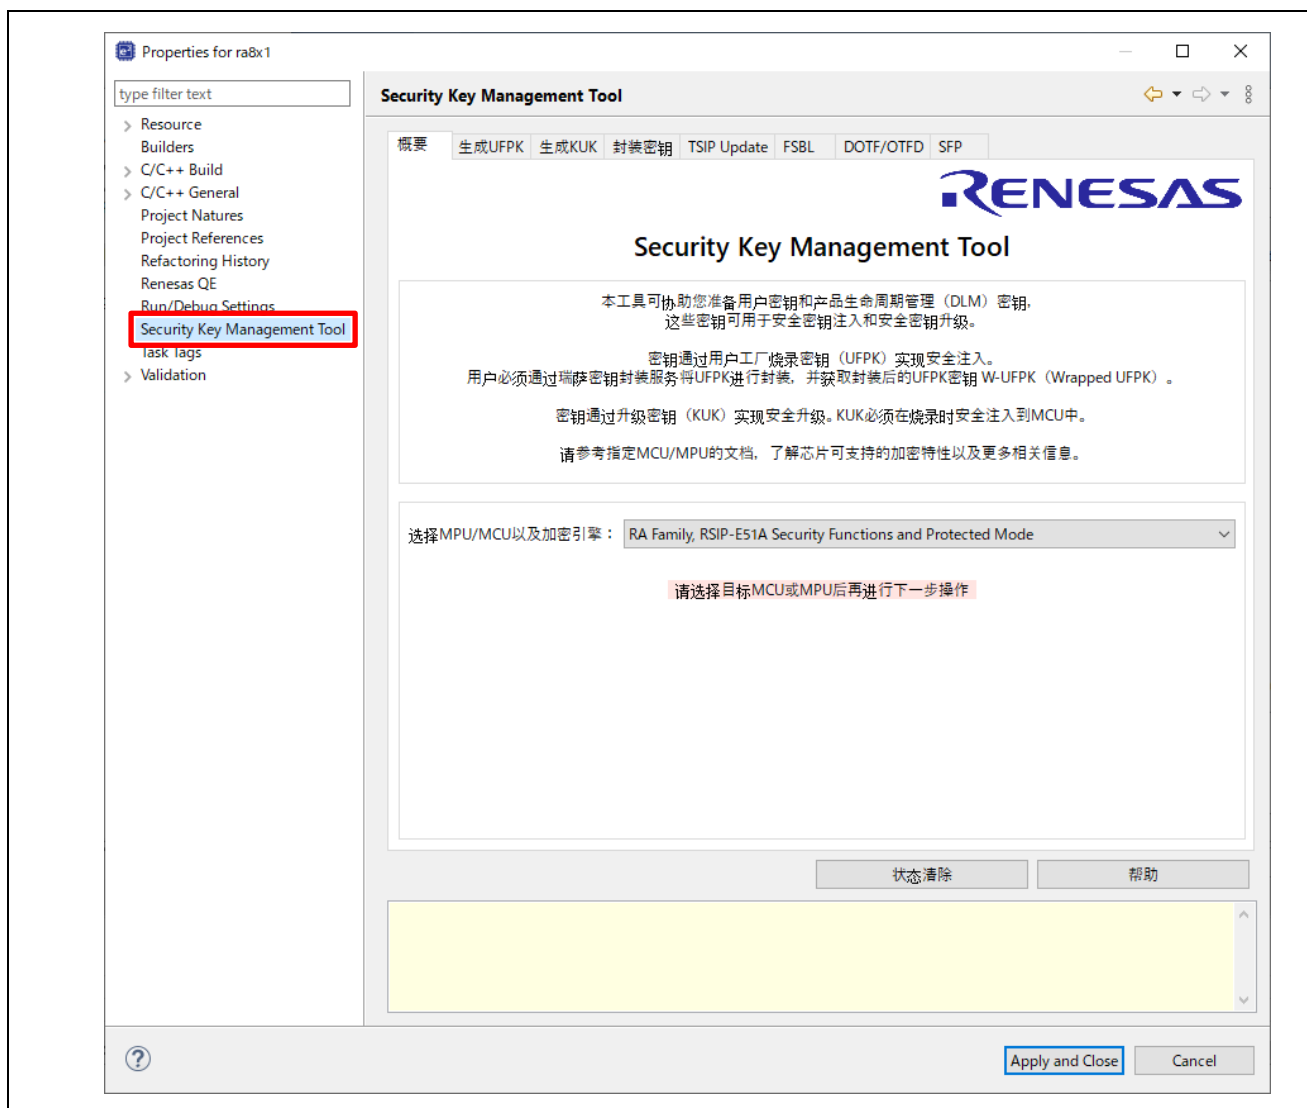 Properties for ra8x1
type filter text
Resource
Builders
C/C++ Build
C/C++ General
Project Natures
Project References
Refactoring History
Renesas QE
Run/Debug Settings
Security Key Management Tool
Task Tags
Validation
Security Key Management Tool
概要 生成UFPK 生成KUK 封装密钥 TSIP Update FSBL DOTF/OTFD SFP
RENESAS
Security Key Management Tool
本工具可协助您准备用户密钥和产品生命周期管理（DLM）密钥，
这些密钥可用于安全密钥注入和安全密钥升级。
密钥通过用户工厂烧录密钥（UFPK）实现安全注入。
用户必须通过瑞萨密钥封装服务将UFPK进行封装，并获取封装后的UFPK密钥 W-UFPK（Wrapped UFPK）。
密钥通过升级密钥（KUK）实现安全升级。KUK必须在烧录时安全注入到MCU中。
请参考指定MCU/MPU的文档，了解芯片可支持的加密特性以及更多相关信息。
选择MPU/MCU以及加密引擎： RA Family, RSIP-E51A Security Functions and Protected Mode
请选择目标MCU或MPU后再进行下一步操作
状态清除 帮助
Apply and Close Cancel